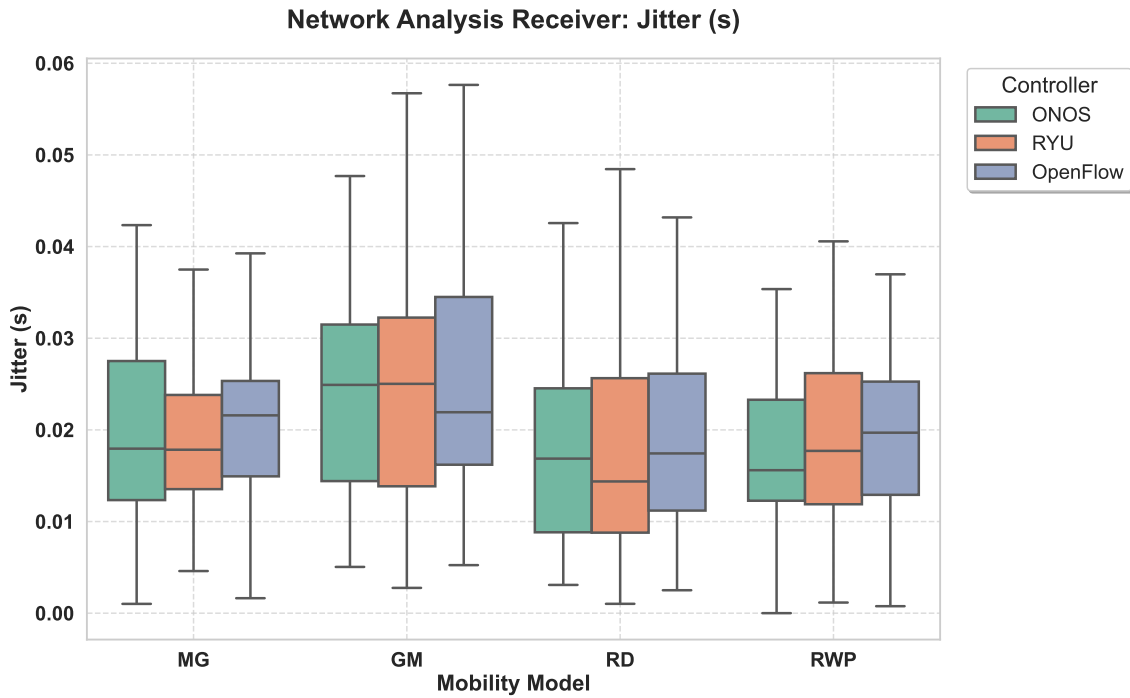 Network Analysis Receiver: Jitter (s)
0.06
0.05
0.04
0.03
0.02
0.01
0.00
Jitter (s)
MG GM RD RWP
Mobility Model
Controller
ONOS
RYU
OpenFlow